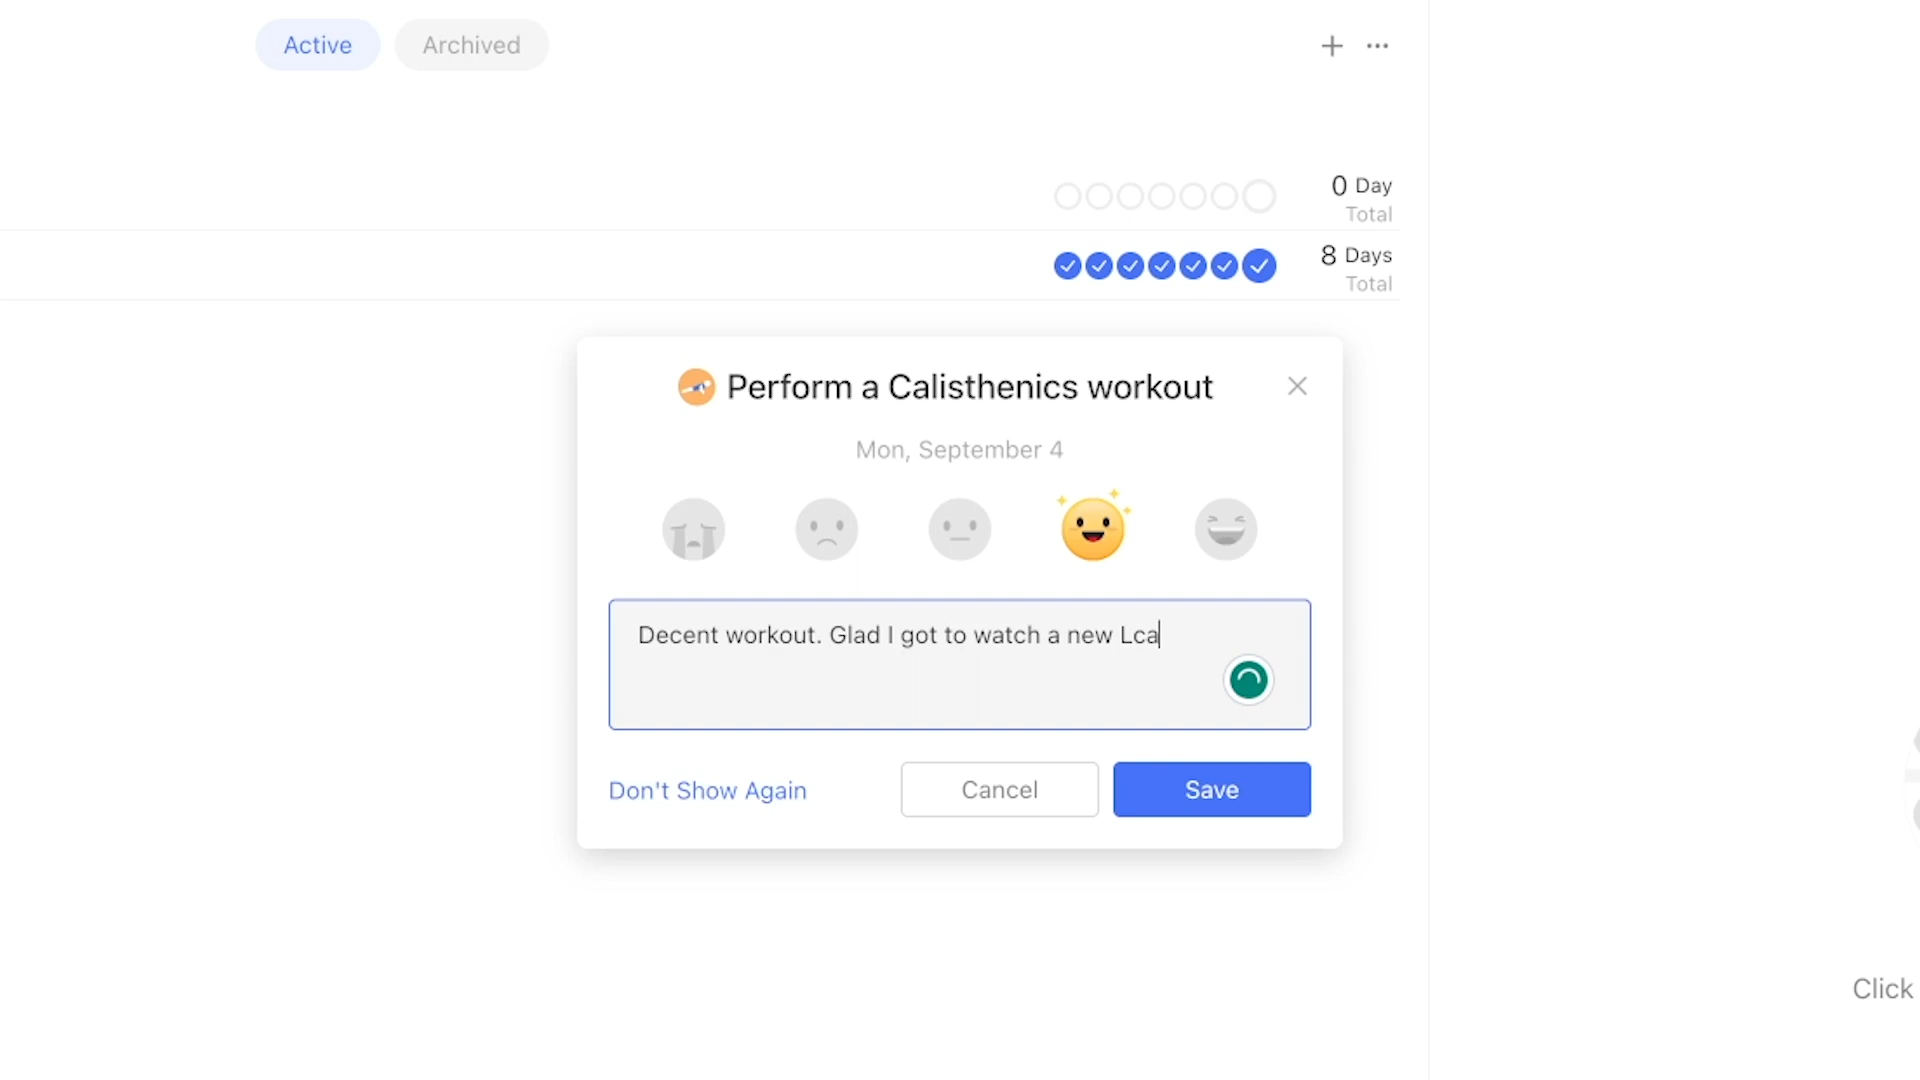 Active
Archived
0 Day
Total
8 Days
Total
Perform a Calisthenics workout
Mon, September 4
Decent workout. Glad I got to watch a new Lca
Don't Show Again
Cancel
Save
Click